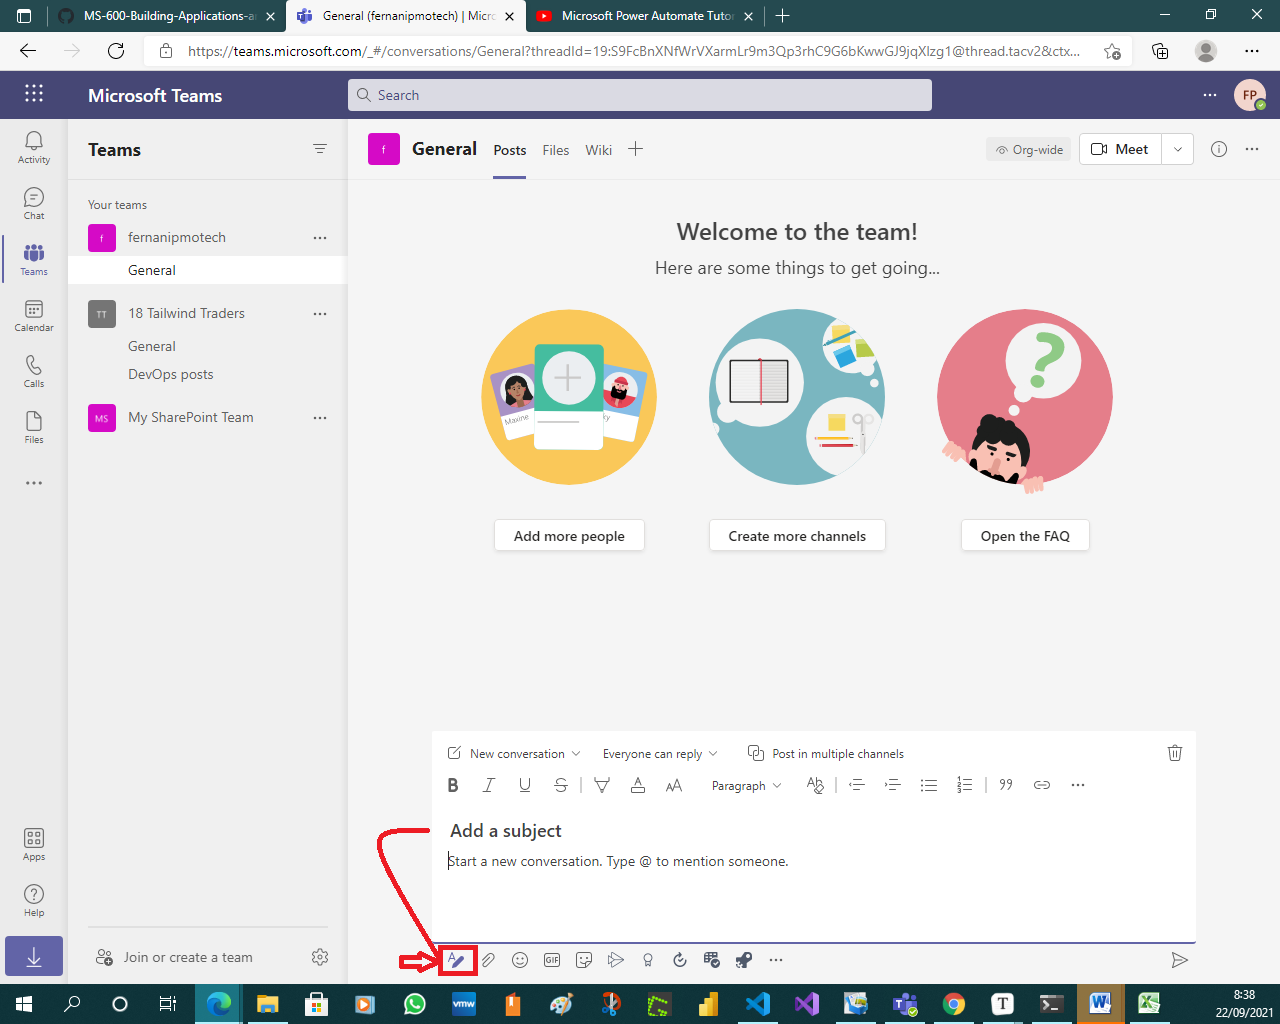 MS-600-Building-Applications-a
General (fernanipmotech) | Micro
Microsoft Power Automate Tuto
https://teams.microsoft.com/_#/conversations/General?threadId=19:S9FcBnXNfWrVXarmLr9m3Qp3rhC9G6bKwwGJ9jqXlzg1@thread.tacv2&ctx...
Microsoft Teams
Search
FP
Activity
Chat
Teams
Calendar
Calls
Files
Apps
Help
Teams
Your teams
f
fernanipmotech
General
TT
18 Tailwind Traders
General
DevOps posts
MS
My SharePoint Team
Join or create a team
f
General
Posts
Files
Wiki
Org-wide
Meet
Welcome to the team!
Here are some things to get going...
Maxine
ky
Add more people
Create more channels
Open the FAQ
New conversation
Everyone can reply
Post in multiple channels
B I U S A AA Paragraph
Add a subject
Start a new conversation. Type @ to mention someone.
GIF
vmw
T
8:38
22/09/2021